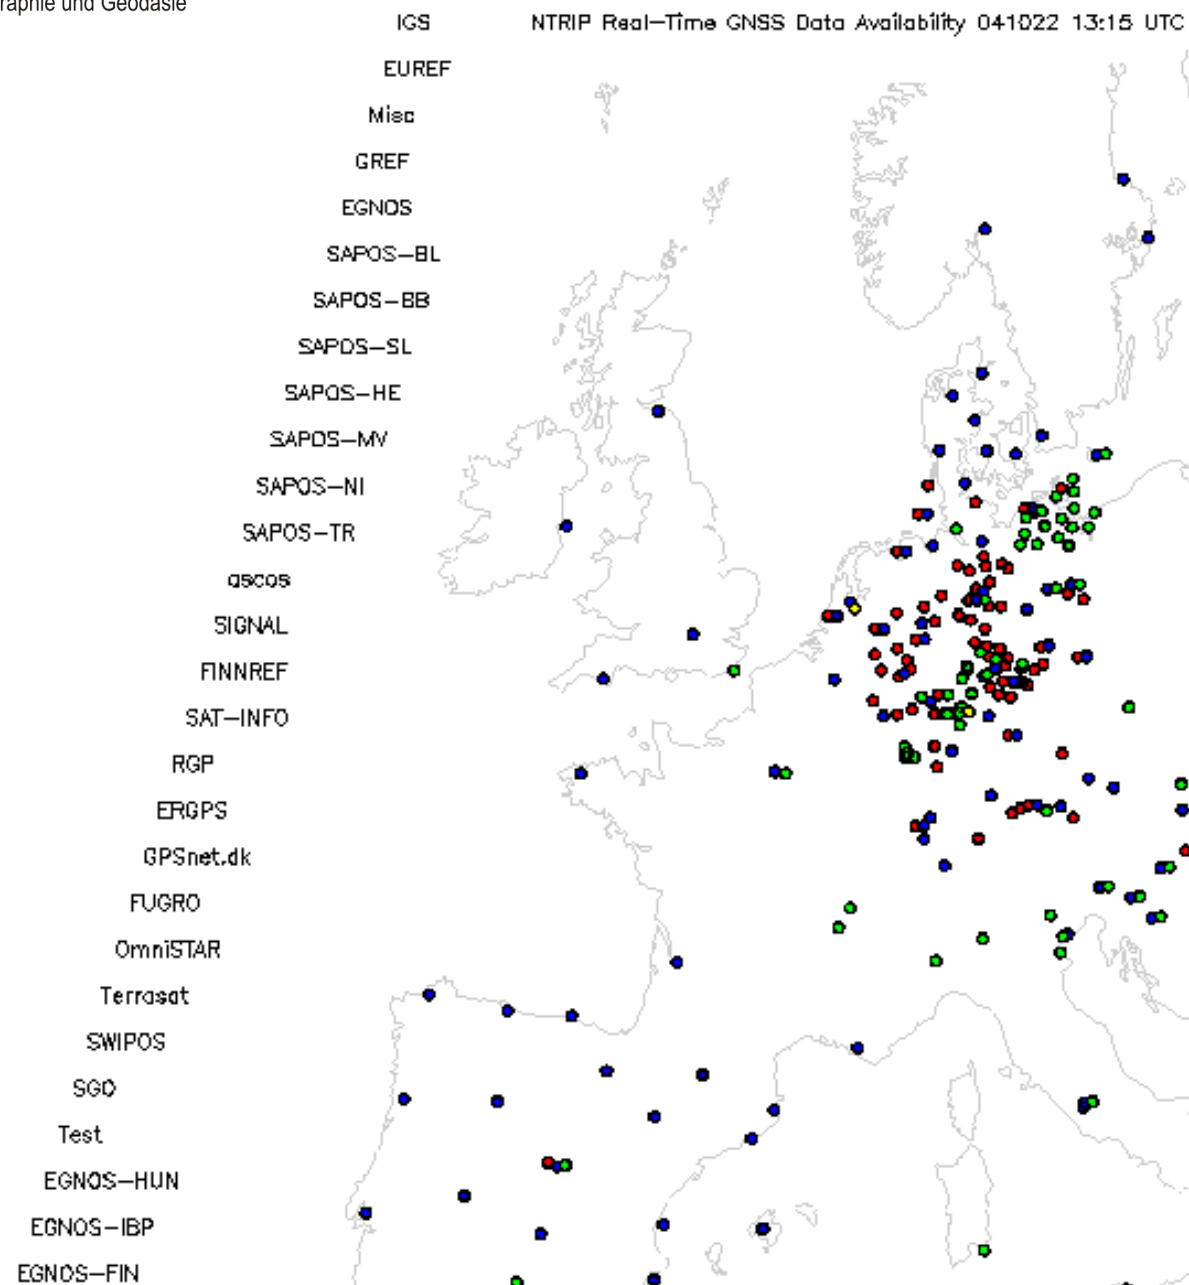 raphie und Geodäsie
IGS NTRIP Real-Time GNSS Data Availability 041022 13:15 UTC
EUREF
Misc
GREF
EGNOS
SAPOS-BL
SAPOS-BB
SAPOS-SL
SAPOS-HE
SAPOS-MV
SAPOS-NI
SAPOS-TR
ascos
SIGNAL
FINNREF
SAT-INFO
RGP
ERGPS
GPSnet.dk
FUGRO
OmniSTAR
Terrasat
SWIPOS
SGO
Test
EGNOS-HUN
EGNOS-IBP
EGNOS-FIN